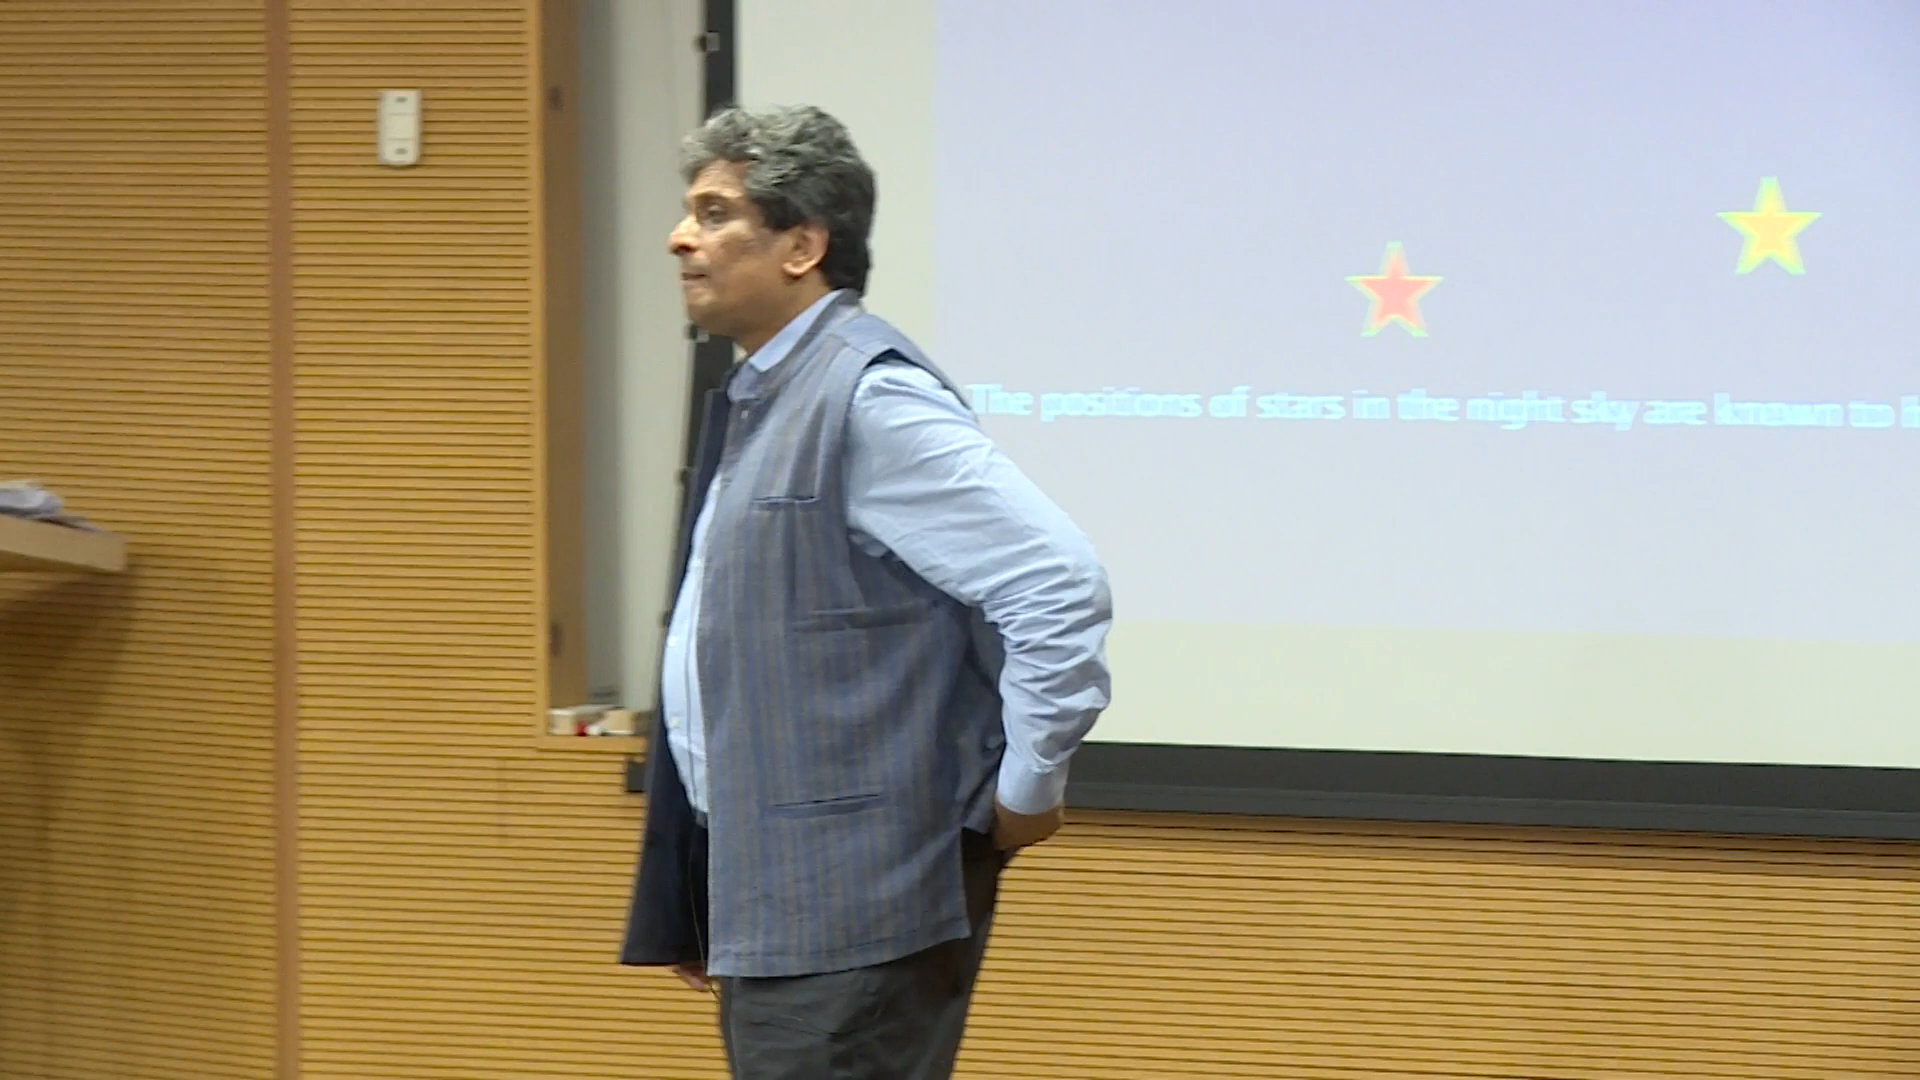 The positions of stars in the night sky are known to